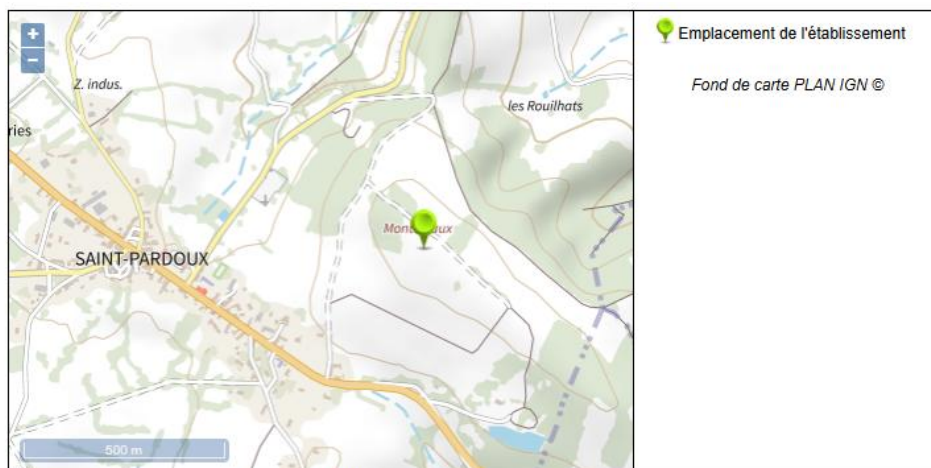 +
−
Z. indus.
les Rouilhats
ries
SAINT-PARDOUX
500 m
Emplacement de l'établissement
Fond de carte PLAN IGN ©